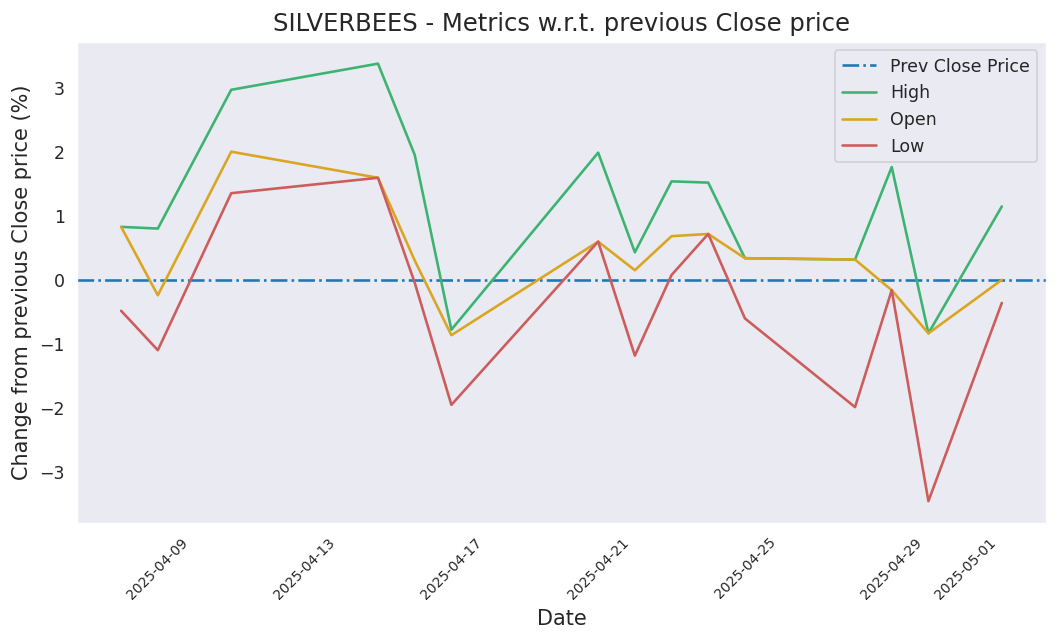 SILVERBEES - Metrics w.r.t. previous Close price
Change from previous Close price (%)
3
2
1
0
−1
−2
−3
Prev Close Price
High
Open
Low
2025-04-09
2025-04-13
2025-04-17
2025-04-21
2025-04-25
2025-04-29
2025-05-01
Date